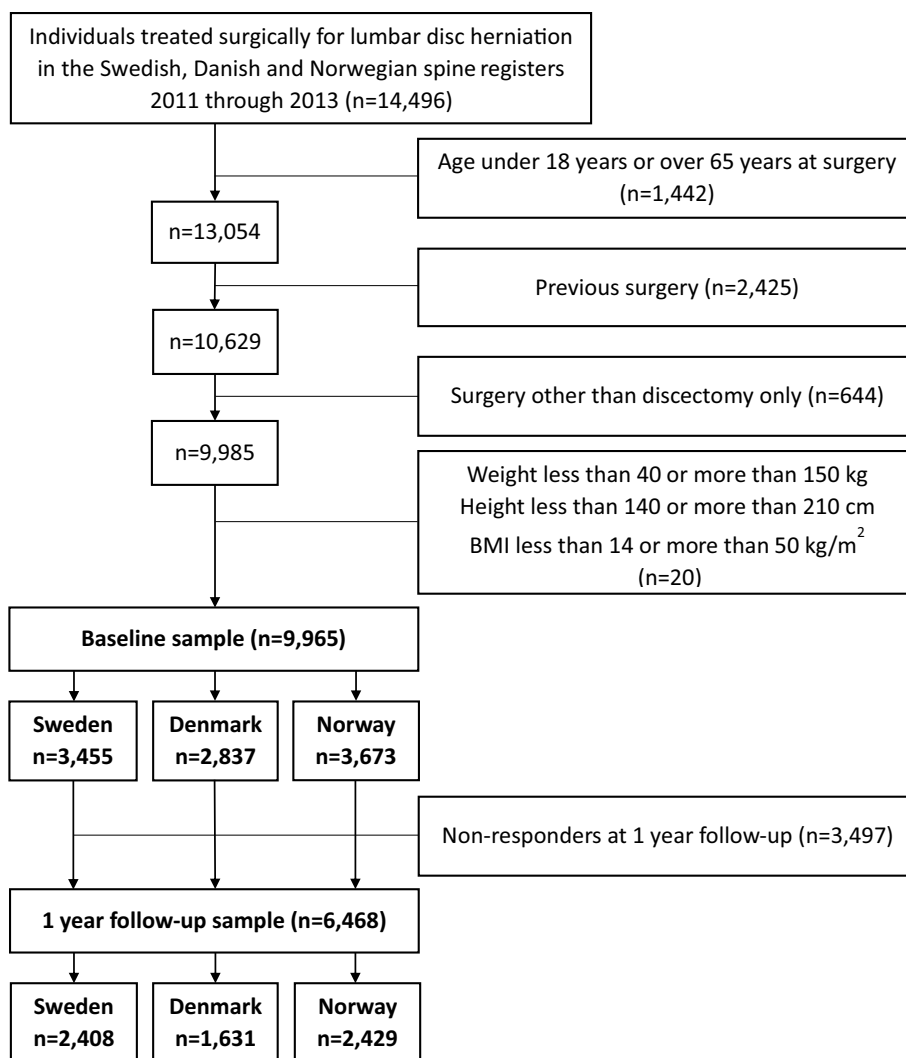 Individuals treated surgically for lumbar disc herniation
in the Swedish, Danish and Norwegian spine registers
2011 through 2013 (n=14,496)
Age under 18 years or over 65 years at surgery
(n=1,442)
n=13,054
Previous surgery (n=2,425)
n=10,629
Surgery other than discectomy only (n=644)
n=9,985
Weight less than 40 or more than 150 kg
Height less than 140 or more than 210 cm
BMI less than 14 or more than 50 kg/m²
(n=20)
Baseline sample (n=9,965)
Sweden
n=3,455
Denmark
n=2,837
Norway
n=3,673
Non-responders at 1 year follow-up (n=3,497)
1 year follow-up sample (n=6,468)
Sweden
n=2,408
Denmark
n=1,631
Norway
n=2,429